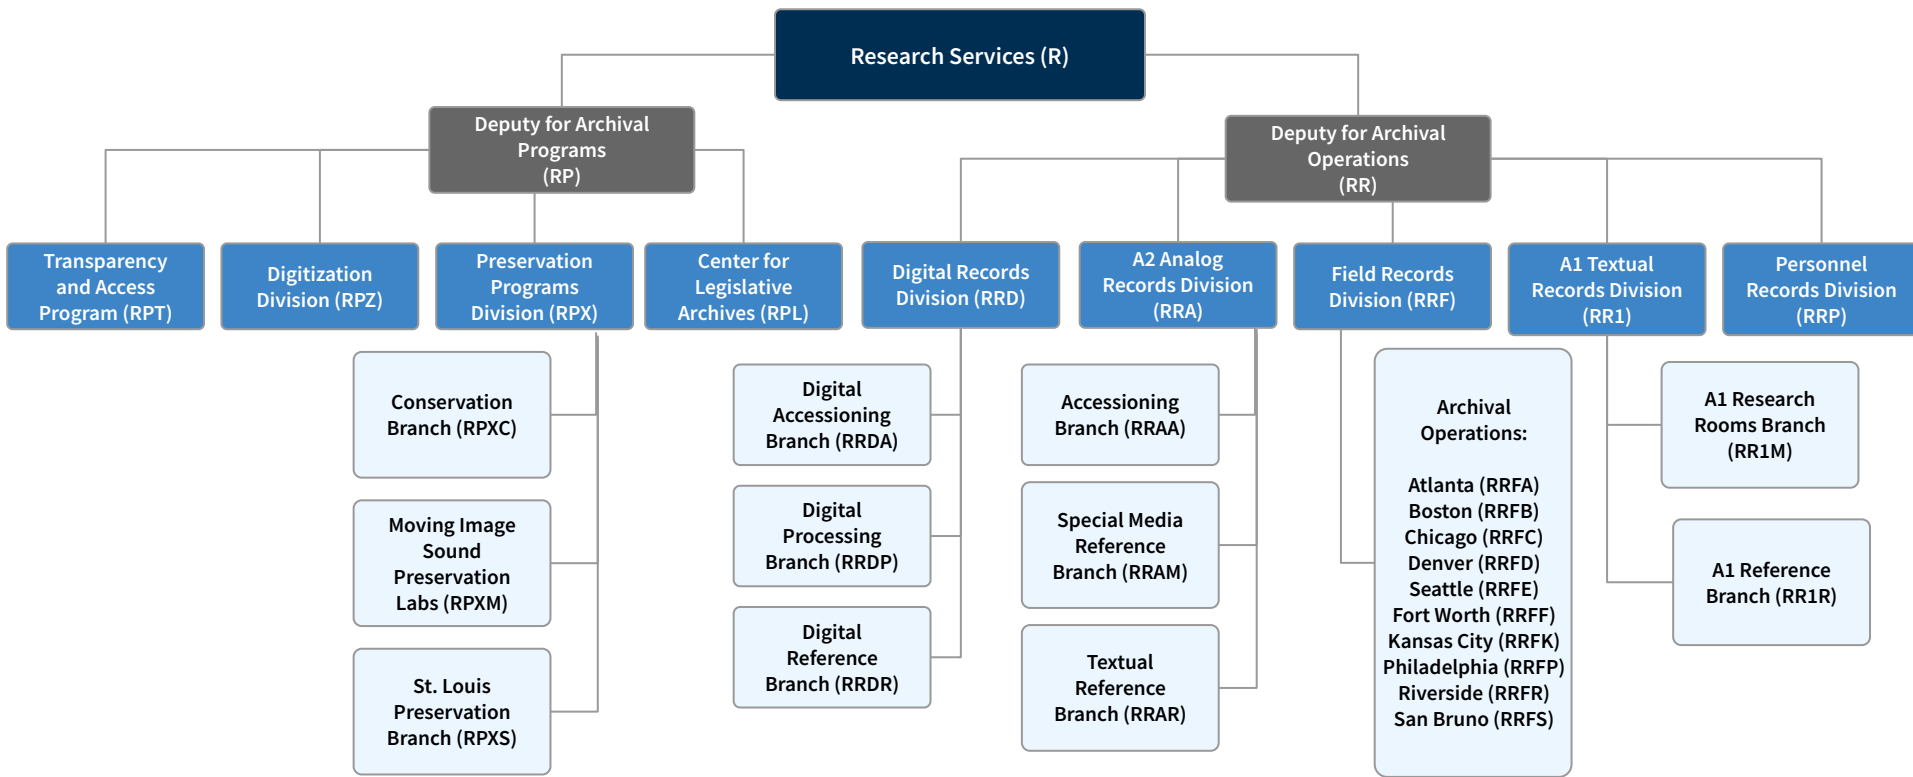 Research Services (R)
Deputy for Archival
Programs
(RP)
Deputy for Archival
Operations
(RR)
Transparency
and Access
Program (RPT)
Digitization
Division (RPZ)
Preservation
Programs
Division (RPX)
Center for
Legislative
Archives (RPL)
Digital Records
Division (RRD)
A2 Analog
Records Division
(RRA)
Field Records
Division (RRF)
A1 Textual
Records Division
(RR1)
Personnel
Records Division
(RRP)
Conservation
Branch (RPXC)
Moving Image
Sound
Preservation
Labs (RPXM)
St. Louis
Preservation
Branch (RPXS)
Digital
Accessioning
Branch (RRDA)
Digital
Processing
Branch (RRDP)
Digital
Reference
Branch (RRDR)
Accessioning
Branch (RRAA)
Special Media
Reference
Branch (RRAM)
Textual
Reference
Branch (RRAR)
Archival
Operations:
Atlanta (RRFA)
Boston (RRFB)
Chicago (RRFC)
Denver (RRFD)
Seattle (RRFE)
Fort Worth (RRFF)
Kansas City (RRFK)
Philadelphia (RRFP)
Riverside (RRFR)
San Bruno (RRFS)
A1 Research
Rooms Branch
(RR1M)
A1 Reference
Branch (RR1R)